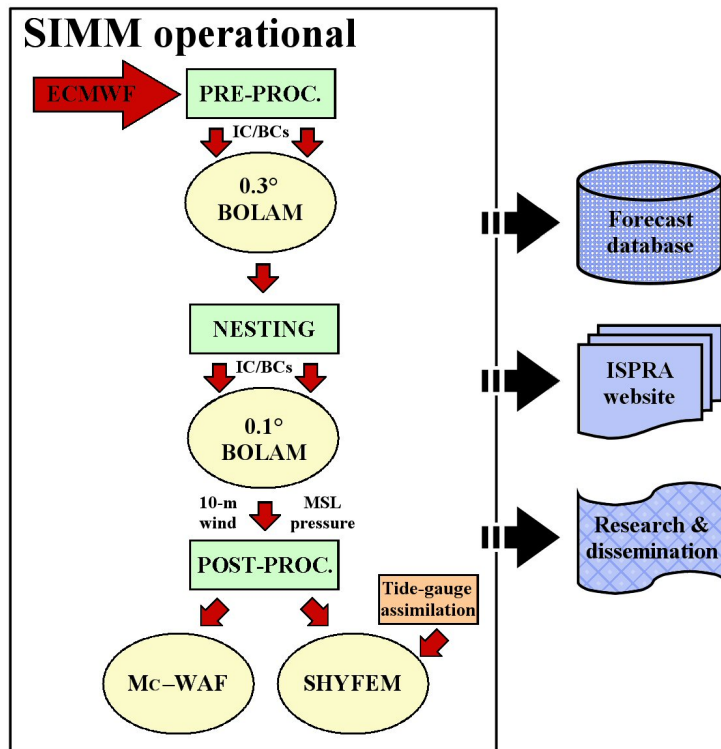 SIMM operational
ECMWF
PRE-PROC.
IC/BCs
0.3°
BOLAM
Forecast
database
NESTING
IC/BCs
ISPRA
website
0.1°
BOLAM
10-m
wind
MSL
pressure
Research &
dissemination
POST-PROC.
Tide-gauge
assimilation
Mc–WAF
SHYFEM